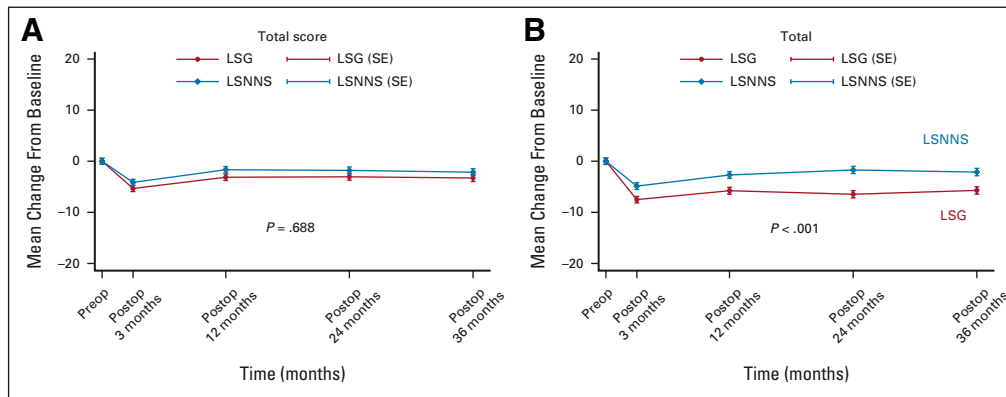 A
Total score
LSG
LSG (SE)
LSNNS
LSNNS (SE)
Mean Change From Baseline
20
10
0
−10
−20
P = .688
Preop
Postop
3 months
Postop
12 months
Postop
24 months
Postop
36 months
Time (months)
B
Total
LSG
LSG (SE)
LSNNS
LSNNS (SE)
Mean Change From Baseline
20
10
0
−10
−20
LSNNS
LSG
P < .001
Preop
Postop
3 months
Postop
12 months
Postop
24 months
Postop
36 months
Time (months)